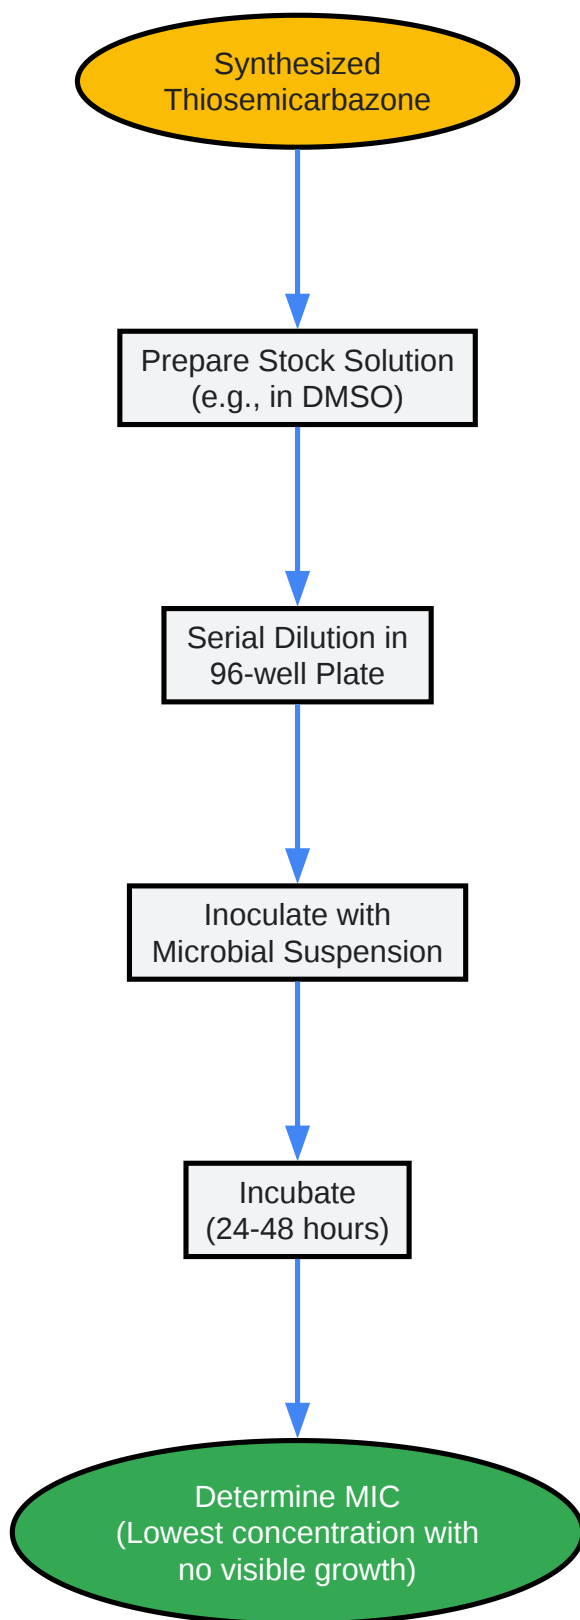 Synthesized
Thiosemicarbazone
Prepare Stock Solution
(e.g., in DMSO)
Serial Dilution in
96-well Plate
Inoculate with
Microbial Suspension
Incubate
(24-48 hours)
Determine MIC
(Lowest concentration with
no visible growth)